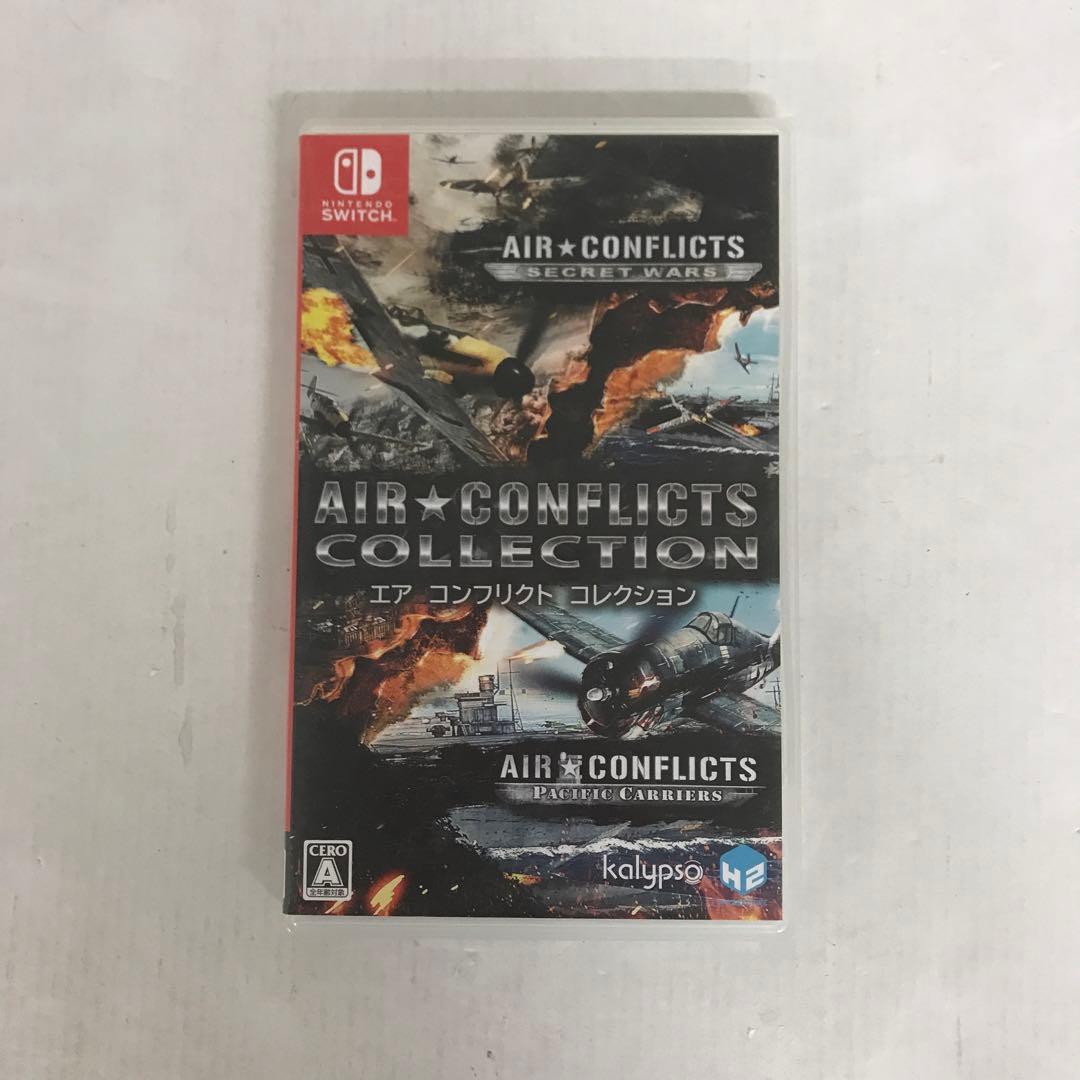 NINTENDO
SWITCH™
AIR★CONFLICTS
SECRET WARS
AIR★CONFLICTS
COLLECTION
エア コンフリクト コレクション
AIR★CONFLICTS
PACIFIC CARRIERS
CERO
A
全年齢対象
kalypso
H2